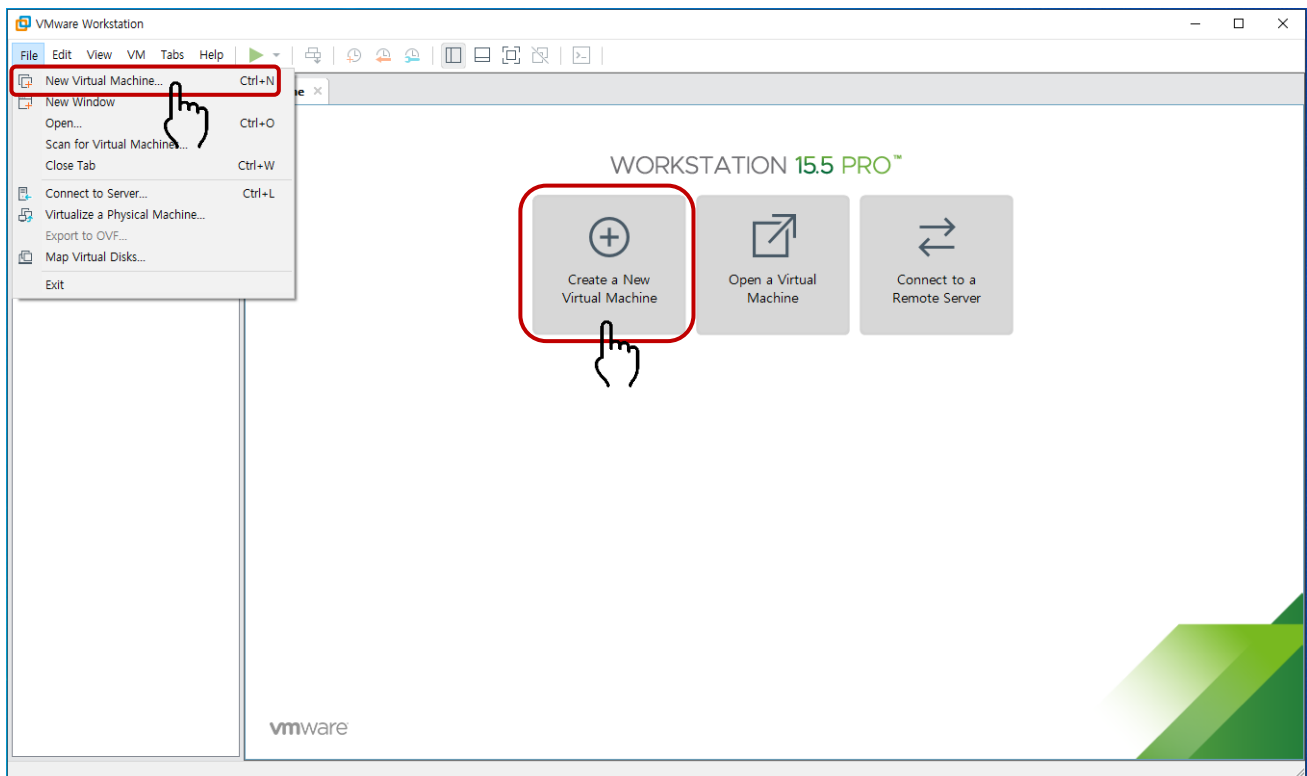 VMware Workstation
File Edit View VM Tabs Help
New Virtual Machine... Ctrl+N
New Window
Open... Ctrl+O
Scan for Virtual Machines...
Close Tab Ctrl+W
Connect to Server... Ctrl+L
Virtualize a Physical Machine...
Export to OVF...
Map Virtual Disks...
Exit
WORKSTATION 15.5 PRO™
Create a New
Virtual Machine
Open a Virtual
Machine
Connect to a
Remote Server
vmware